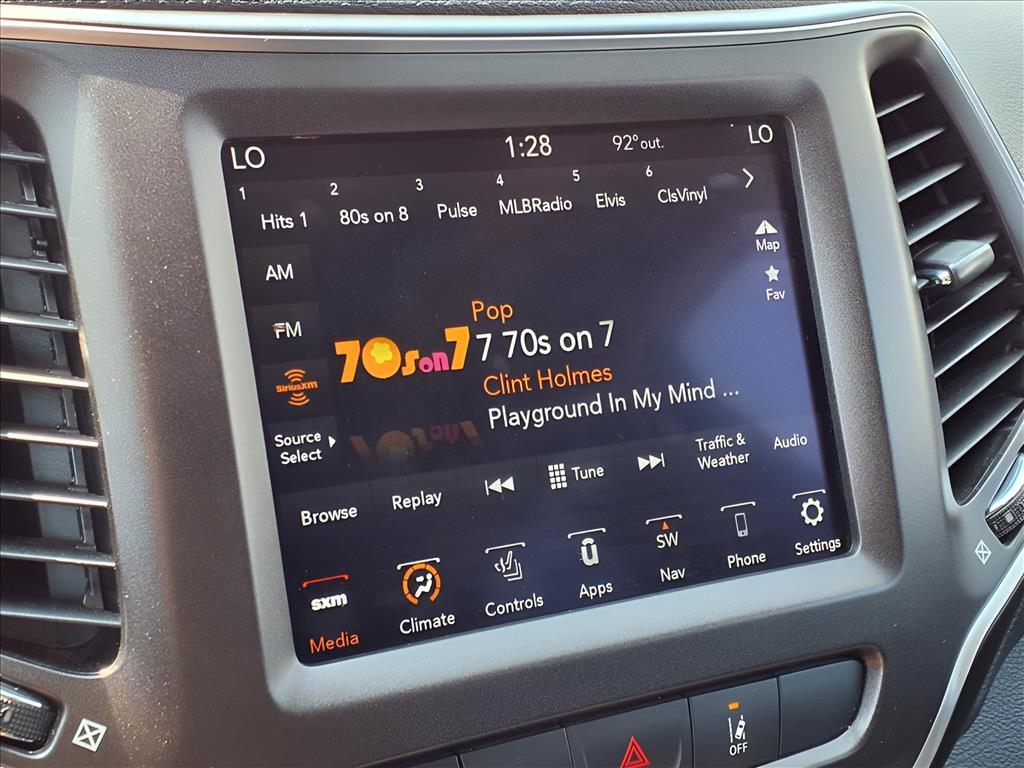 LO 1:28 92° out. LO
1 2 3 4 5 6
Hits 1 80s on 8 Pulse MLBRadio Elvis ClsVinyl
AM
Map
FM
Fav
siriusxm
Source
Select
70s on 7
Pop
7 70s on 7
Clint Holmes
Playground In My Mind ...
Browse Replay Tune Traffic &
Weather Audio
sxm
Media
Climate
Controls
Apps
SW
Nav
Phone
Settings
OFF